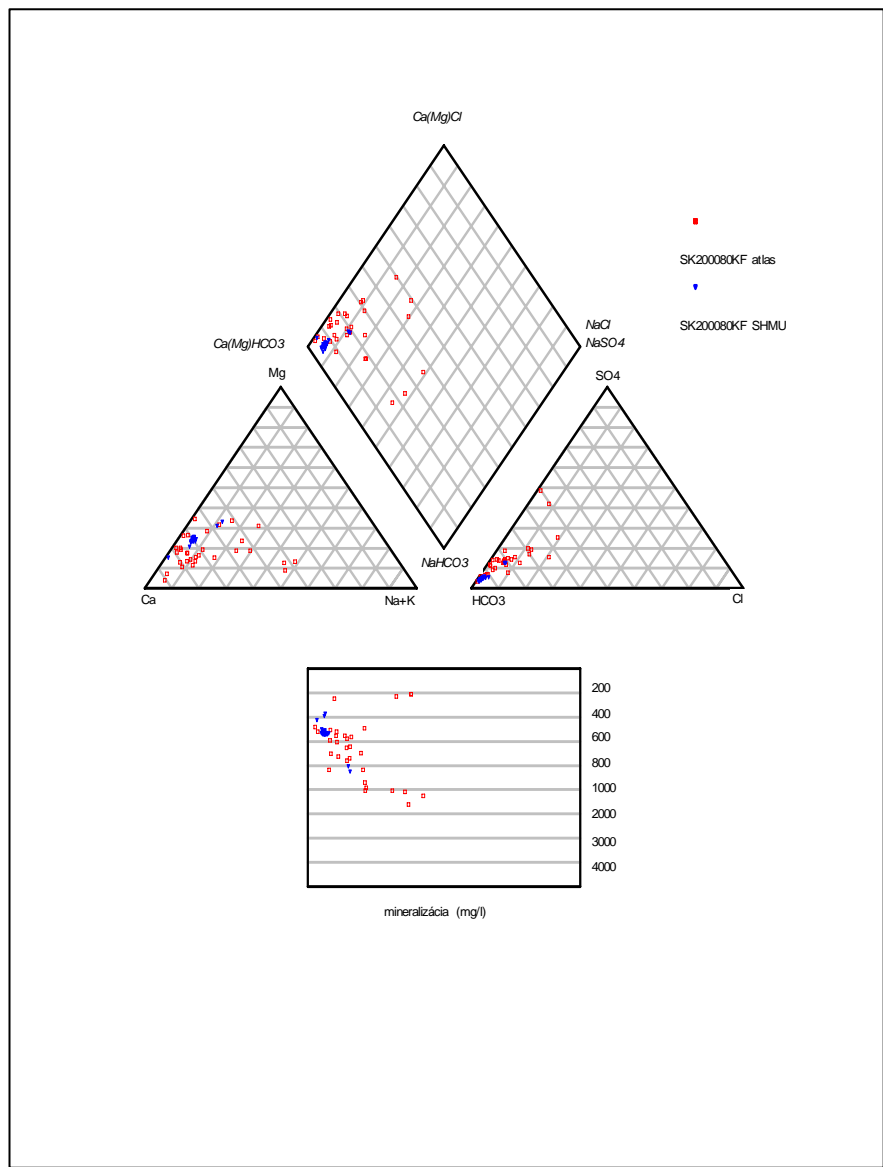 Ca(Mg)Cl
SK200080KF atlas
SK200080KF SHMU
NaCl
Ca(Mg)HCO3
NaSO4
Mg
SO4
NaHCO3
Ca
Na+K
HCO3
Cl
200
400
600
800
1000
2000
3000
4000
mineralizácia (mg/l)